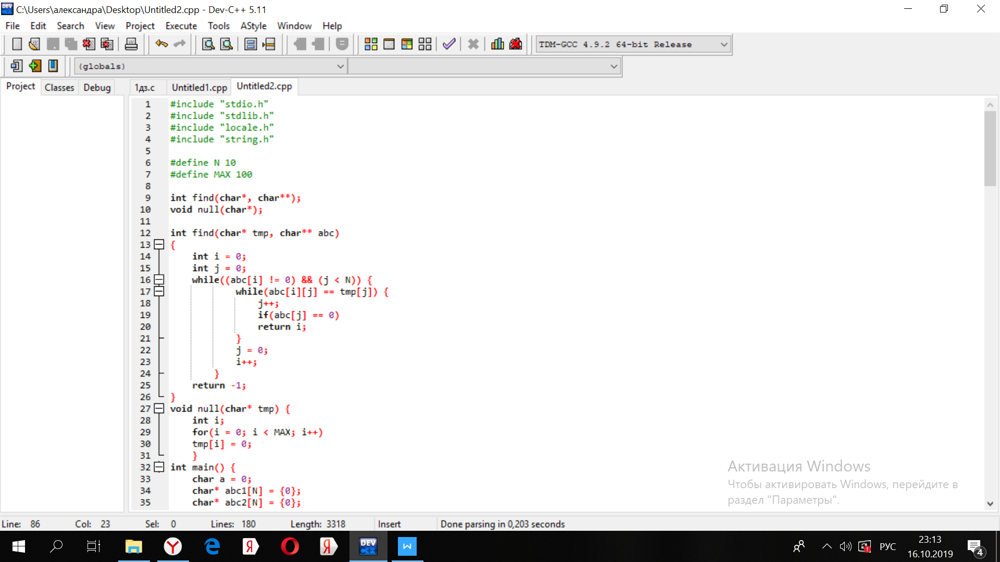 C:\Users\александра\Desktop\Untitled2.cpp - Dev-C++ 5.11
File Edit Search View Project Execute Tools AStyle Window Help
TDM-GCC 4.9.2 64-bit Release
(globals)
Project Classes Debug 1дз.c Untitled1.cpp Untitled2.cpp
1 #include "stdio.h"
2 #include "stdlib.h"
3 #include "locale.h"
4 #include "string.h"
5
6 #define N 10
7 #define MAX 100
8
9 int find(char*, char**);
10 void null(char*);
11
12 int find(char* tmp, char** abc)
13 {
14 int i = 0;
15 int j = 0;
16 while((abc[i] != 0) && (j < N)) {
17 while(abc[i][j] == tmp[j]) {
18 j++;
19 if(abc[j] == 0)
20 return i;
21 }
22 j = 0;
23 i++;
24 }
25 return -1;
26 }
27 void null(char* tmp) {
28 int i;
29 for(i = 0; i < MAX; i++)
30 tmp[i] = 0;
31 }
32 int main() {
33 char a = 0;
34 char* abc1[N] = {0};
35 char* abc2[N] = {0};
Активация Windows
Чтобы активировать Windows, перейдите в
раздел "Параметры".
Line: 86 Col: 23 Sel: 0 Lines: 180 Length: 3318 Insert Done parsing in 0,203 seconds
Я Я DEV C++ W РУС 23:13
16.10.2019 4